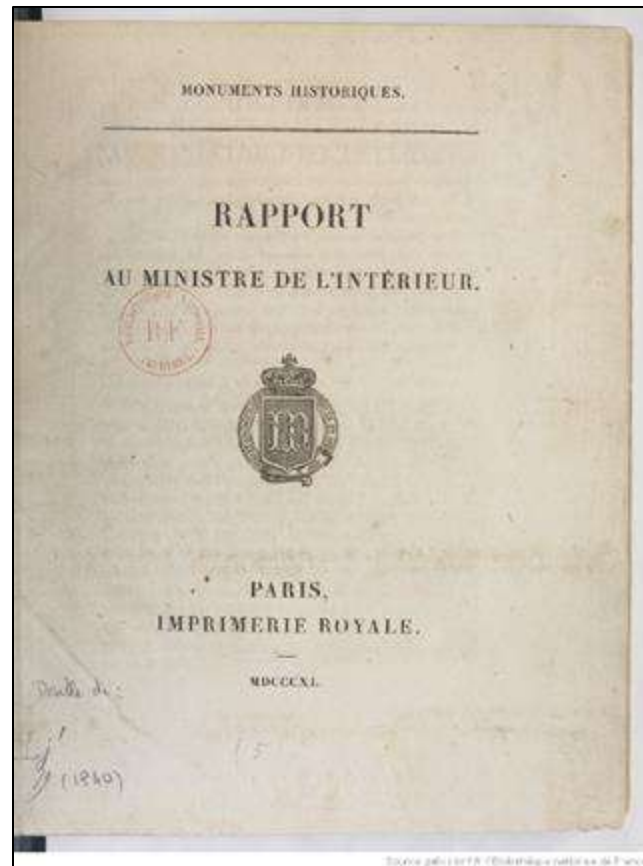 MONUMENTS HISTORIQUES.
RAPPORT
AU MINISTRE DE L'INTÉRIEUR.
PARIS,
IMPRIMERIE ROYALE.
MDCCCXL.
(1840)